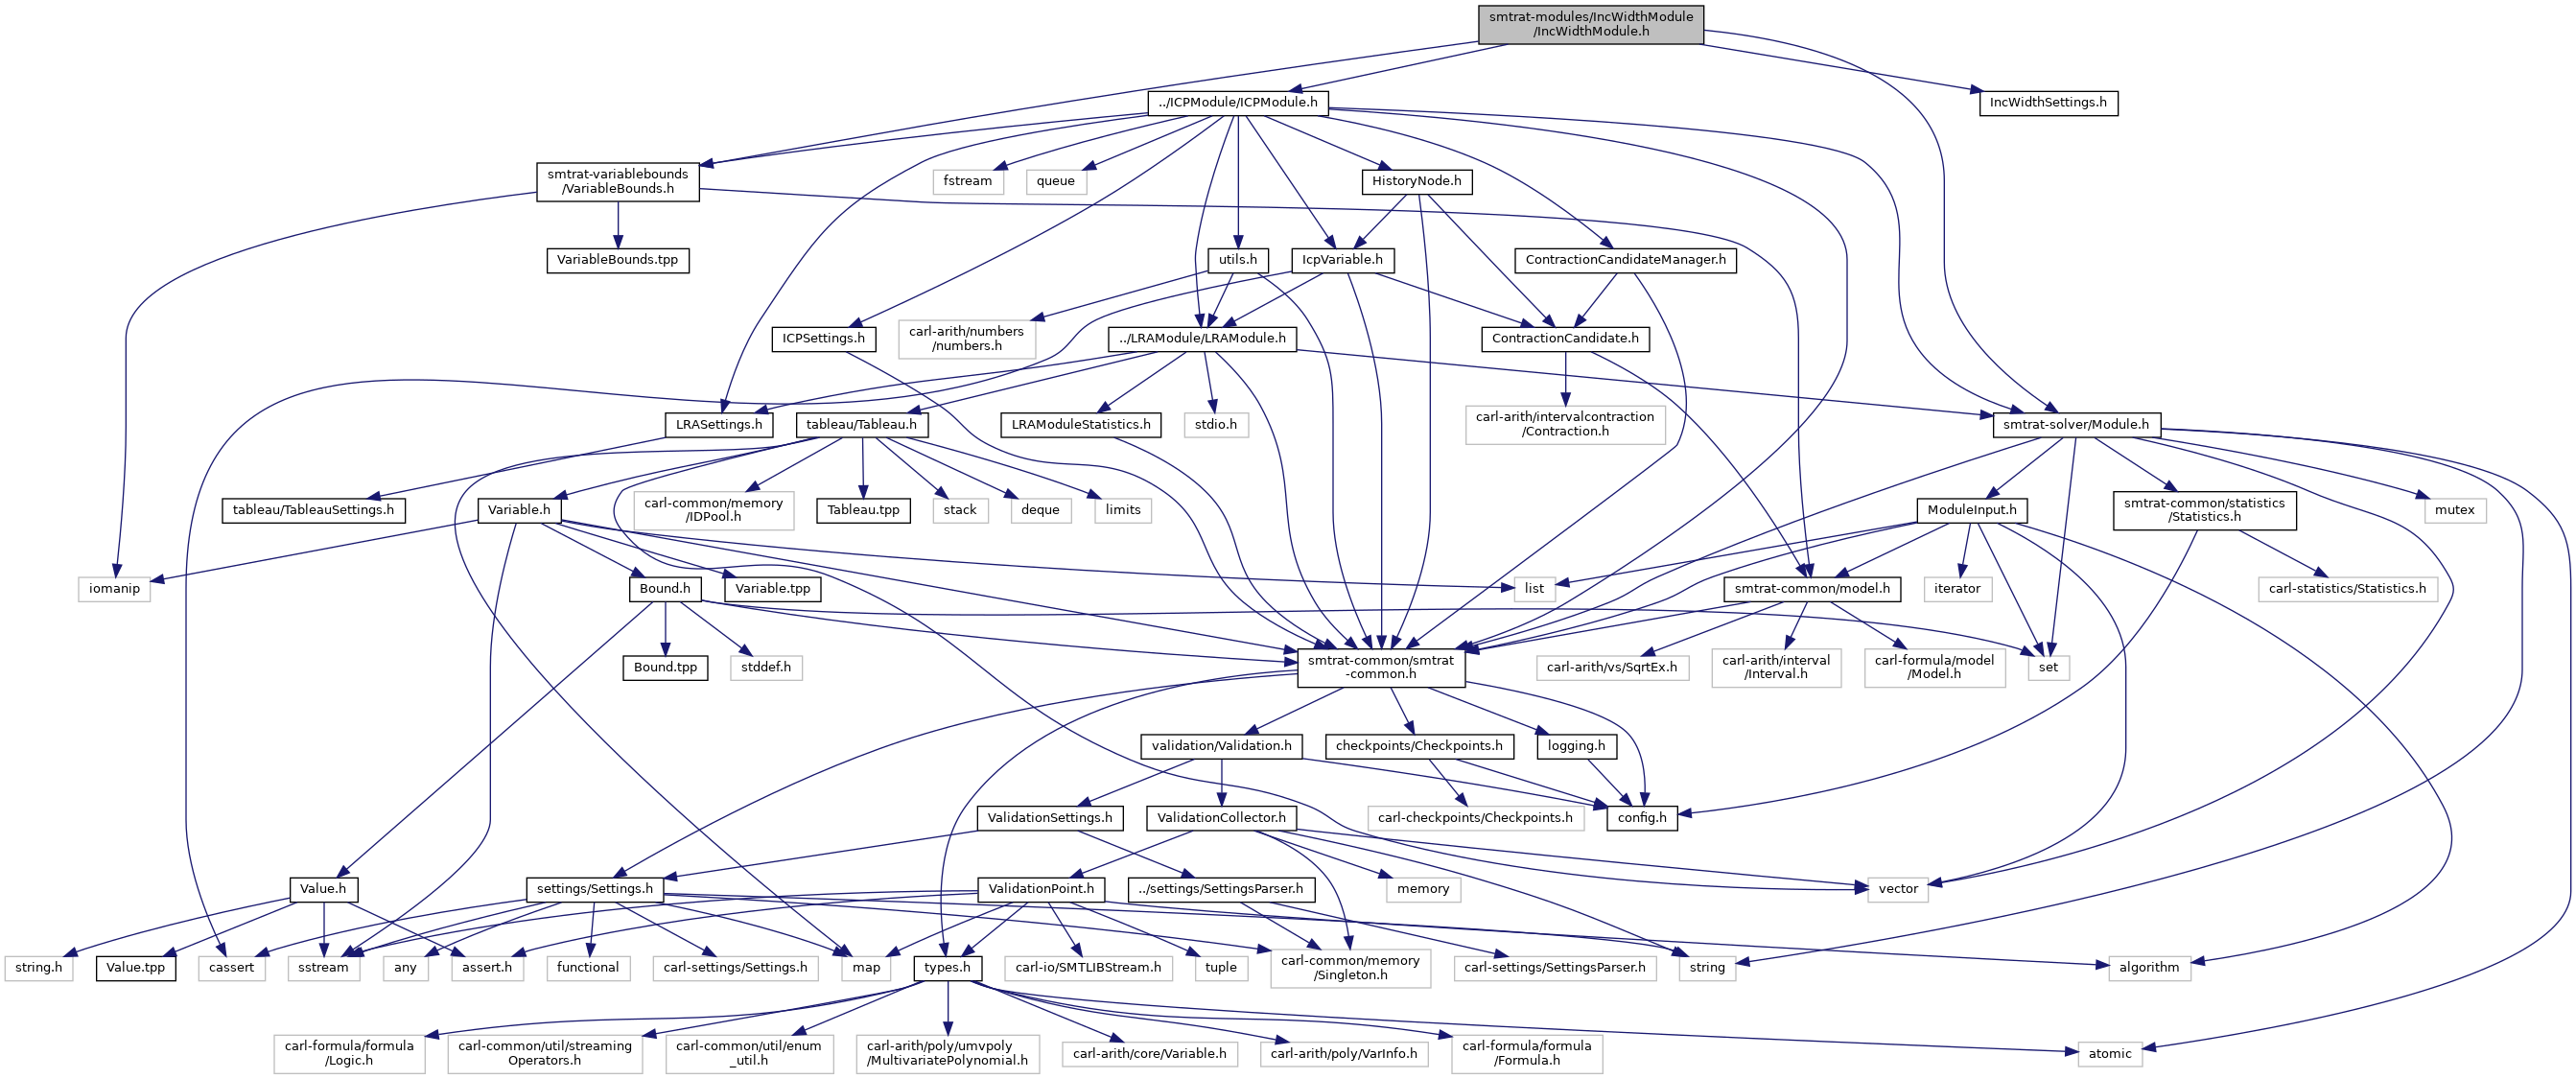 smtrat-modules/IncWidthModule
/IncWidthModule.h
../ICPModule/ICPModule.h
IncWidthSettings.h
smtrat-variablebounds
/VariableBounds.h
fstream
queue
HistoryNode.h
VariableBounds.tpp
utils.h
IcpVariable.h
ContractionCandidateManager.h
ICPSettings.h
carl-arith/numbers
/numbers.h
../LRAModule/LRAModule.h
ContractionCandidate.h
LRASettings.h
tableau/Tableau.h
LRAModuleStatistics.h
stdio.h
carl-arith/intervalcontraction
/Contraction.h
smtrat-solver/Module.h
tableau/TableauSettings.h
Variable.h
carl-common/memory
/IDPool.h
Tableau.tpp
stack
deque
limits
ModuleInput.h
smtrat-common/statistics
/Statistics.h
mutex
iomanip
Bound.h
Variable.tpp
list
smtrat-common/model.h
iterator
carl-statistics/Statistics.h
Bound.tpp
stddef.h
smtrat-common/smtrat
-common.h
carl-arith/vs/SqrtEx.h
carl-arith/interval
/Interval.h
carl-formula/model
/Model.h
set
validation/Validation.h
checkpoints/Checkpoints.h
logging.h
ValidationSettings.h
ValidationCollector.h
carl-checkpoints/Checkpoints.h
config.h
Value.h
settings/Settings.h
ValidationPoint.h
../settings/SettingsParser.h
memory
vector
string.h
Value.tpp
cassert
sstream
any
assert.h
functional
carl-settings/Settings.h
map
types.h
carl-io/SMTLIBStream.h
tuple
carl-common/memory
/Singleton.h
carl-settings/SettingsParser.h
string
algorithm
carl-formula/formula
/Logic.h
carl-common/util/streaming
Operators.h
carl-common/util/enum
_util.h
carl-arith/poly/umvpoly
/MultivariatePolynomial.h
carl-arith/core/Variable.h
carl-arith/poly/VarInfo.h
carl-formula/formula
/Formula.h
atomic